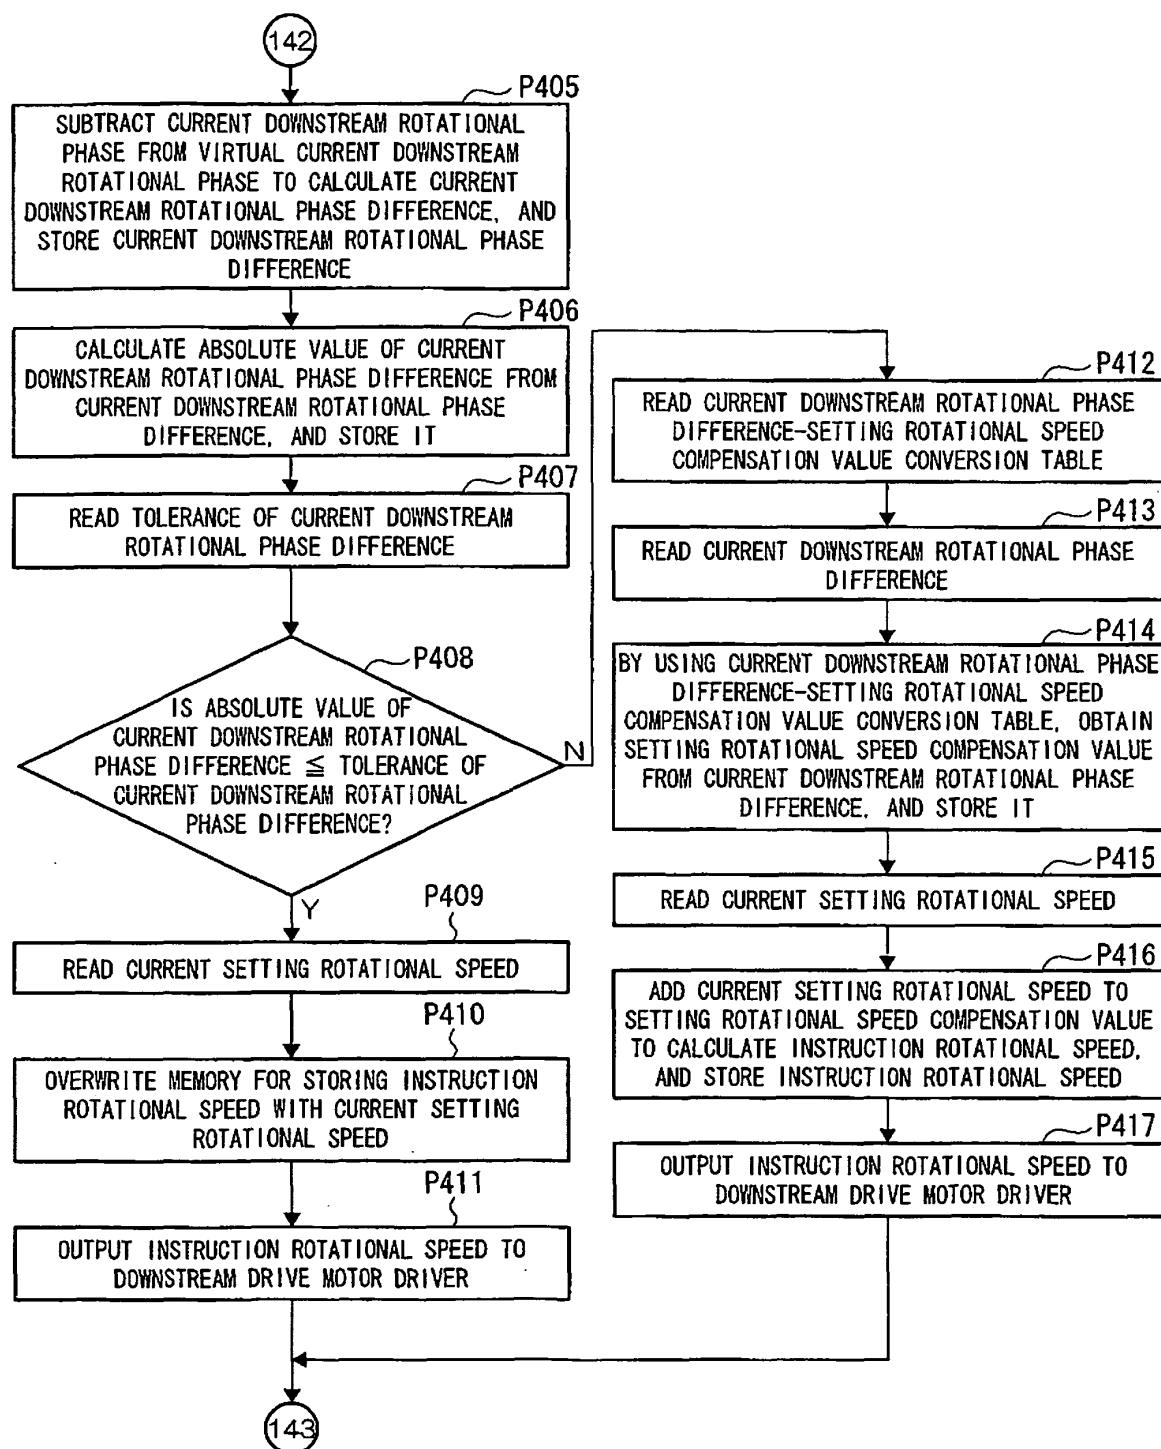 142
P405
SUBTRACT CURRENT DOWNSTREAM ROTATIONAL
PHASE FROM VIRTUAL CURRENT DOWNSTREAM
ROTATIONAL PHASE TO CALCULATE CURRENT
DOWNSTREAM ROTATIONAL PHASE DIFFERENCE, AND
STORE CURRENT DOWNSTREAM ROTATIONAL PHASE
DIFFERENCE
P406
CALCULATE ABSOLUTE VALUE OF CURRENT
DOWNSTREAM ROTATIONAL PHASE DIFFERENCE FROM
CURRENT DOWNSTREAM ROTATIONAL PHASE
DIFFERENCE, AND STORE IT
P407
READ TOLERANCE OF CURRENT DOWNSTREAM
ROTATIONAL PHASE DIFFERENCE
P408
IS ABSOLUTE VALUE OF
CURRENT DOWNSTREAM ROTATIONAL
PHASE DIFFERENCE ≦ TOLERANCE OF
CURRENT DOWNSTREAM ROTATIONAL
PHASE DIFFERENCE?
N
Y
P409
READ CURRENT SETTING ROTATIONAL SPEED
P410
OVERWRITE MEMORY FOR STORING INSTRUCTION
ROTATIONAL SPEED WITH CURRENT SETTING
ROTATIONAL SPEED
P411
OUTPUT INSTRUCTION ROTATIONAL SPEED TO
DOWNSTREAM DRIVE MOTOR DRIVER
P412
READ CURRENT DOWNSTREAM ROTATIONAL PHASE
DIFFERENCE-SETTING ROTATIONAL SPEED
COMPENSATION VALUE CONVERSION TABLE
P413
READ CURRENT DOWNSTREAM ROTATIONAL PHASE
DIFFERENCE
P414
BY USING CURRENT DOWNSTREAM ROTATIONAL PHASE
DIFFERENCE-SETTING ROTATIONAL SPEED
COMPENSATION VALUE CONVERSION TABLE, OBTAIN
SETTING ROTATIONAL SPEED COMPENSATION VALUE
FROM CURRENT DOWNSTREAM ROTATIONAL PHASE
DIFFERENCE, AND STORE IT
P415
READ CURRENT SETTING ROTATIONAL SPEED
P416
ADD CURRENT SETTING ROTATIONAL SPEED TO
SETTING ROTATIONAL SPEED COMPENSATION VALUE
TO CALCULATE INSTRUCTION ROTATIONAL SPEED,
AND STORE INSTRUCTION ROTATIONAL SPEED
P417
OUTPUT INSTRUCTION ROTATIONAL SPEED TO
DOWNSTREAM DRIVE MOTOR DRIVER
143